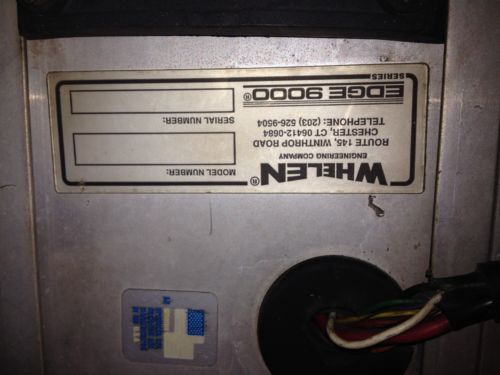 WHELEN®
ENGINEERING COMPANY
ROUTE 145, WINTHROP ROAD
CHESTER, CT 06412-0684
TELEPHONE: (203) 526-9504
EDGE 9000®
SERIES
MODEL NUMBER:
SERIAL NUMBER: